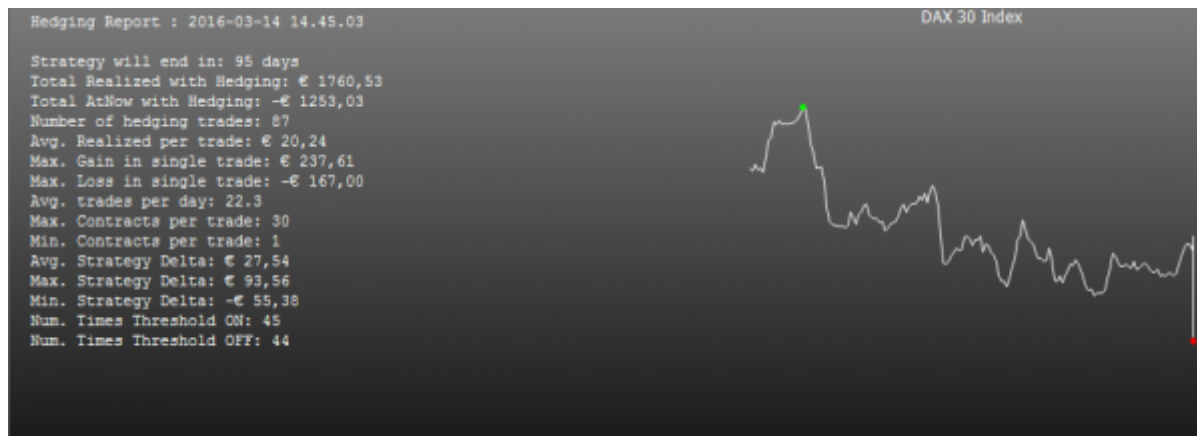 Hedging Report : 2016-03-14 14.45.03
DAX 30 Index
Strategy will end in: 95 days
Total Realized with Hedging: € 1760,53
Total AtNow with Hedging: -€ 1253,03
Number of hedging trades: 87
Avg. Realized per trade: € 20,24
Max. Gain in single trade: € 237,61
Max. Loss in single trade: -€ 167,00
Avg. trades per day: 22.3
Max. Contracts per trade: 30
Min. Contracts per trade: 1
Avg. Strategy Delta: € 27,54
Max. Strategy Delta: € 93,56
Min. Strategy Delta: -€ 55,38
Num. Times Threshold ON: 45
Num. Times Threshold OFF: 44